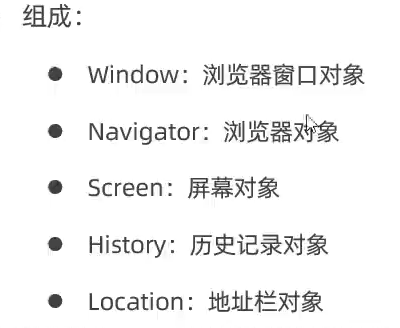 组成：
● Window：浏览器窗口对象
● Navigator：浏览器对象
● Screen：屏幕对象
● History：历史记录对象
● Location：地址栏对象